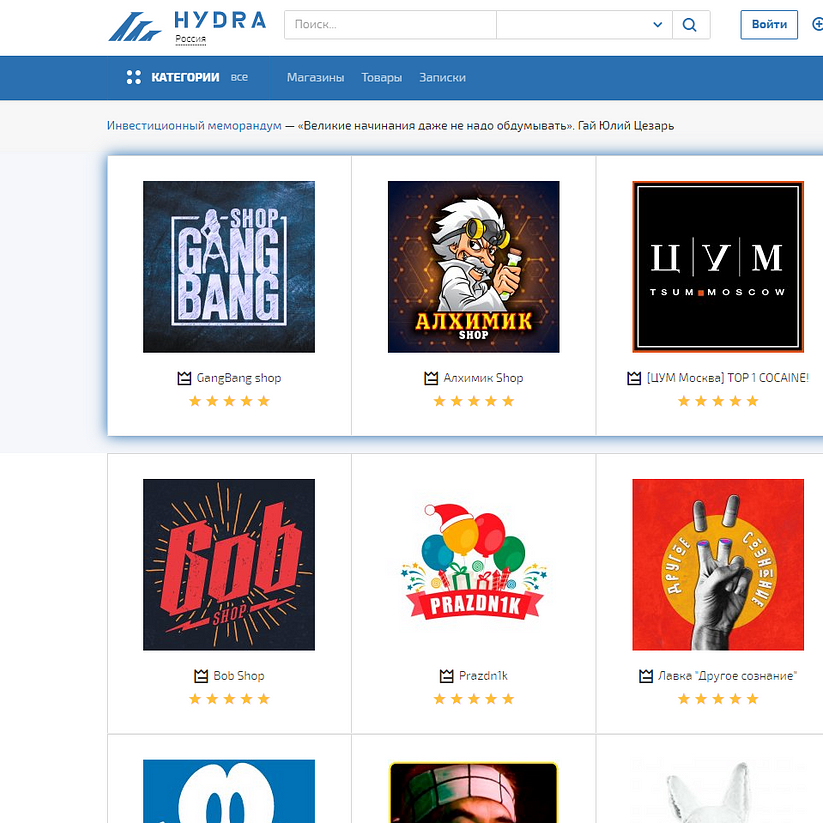 HYDRA
Россия
Поиск...
Войти
КАТЕГОРИИ все Магазины Товары Записки
Инвестиционный меморандум — «Великие начинания даже не надо обдумывать». Гай Юлий Цезарь
A-SHOP
GANG
BANG
АЛХИМИК
SHOP
ЦУМ
TSUM MOSCOW
GangBang shop
Алхимик Shop
[ЦУМ Москва] TOP 1 COCAINE!
Bob
SHOP
PRAZDN1K
ДРУГОЕ СОЗНАНИЕ
Bob Shop
Prazdn1k
Лавка "Другое сознание"